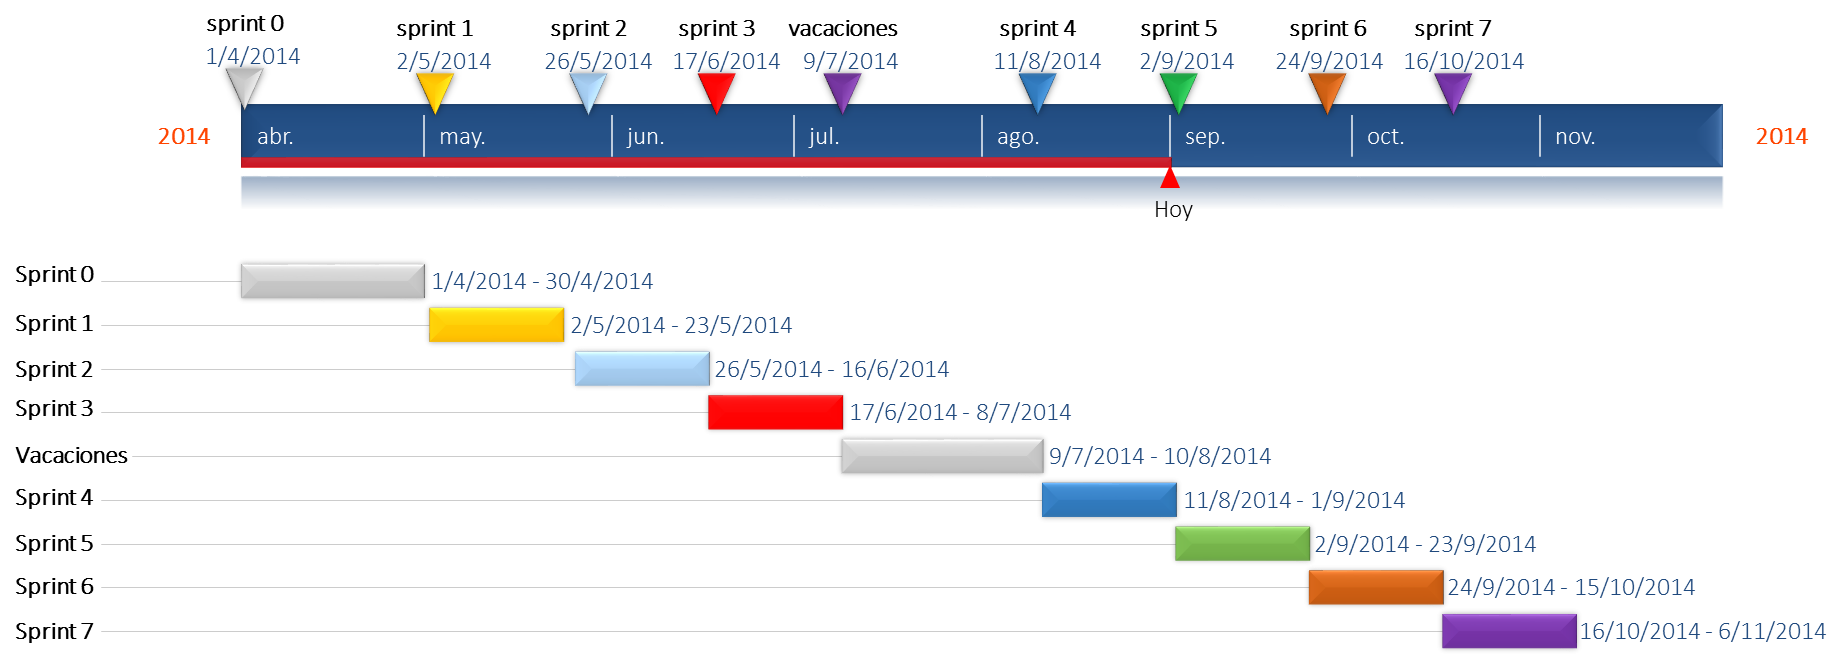 sprint 0
1/4/2014
sprint 1
2/5/2014
sprint 2
26/5/2014
sprint 3
17/6/2014
vacaciones
9/7/2014
sprint 4
11/8/2014
sprint 5
2/9/2014
sprint 6
24/9/2014
sprint 7
16/10/2014
2014 abr. may. jun. jul. ago. sep. oct. nov. 2014
Hoy
Sprint 0 1/4/2014 - 30/4/2014
Sprint 1 2/5/2014 - 23/5/2014
Sprint 2 26/5/2014 - 16/6/2014
Sprint 3 17/6/2014 - 8/7/2014
Vacaciones 9/7/2014 - 10/8/2014
Sprint 4 11/8/2014 - 1/9/2014
Sprint 5 2/9/2014 - 23/9/2014
Sprint 6 24/9/2014 - 15/10/2014
Sprint 7 16/10/2014 - 6/11/2014